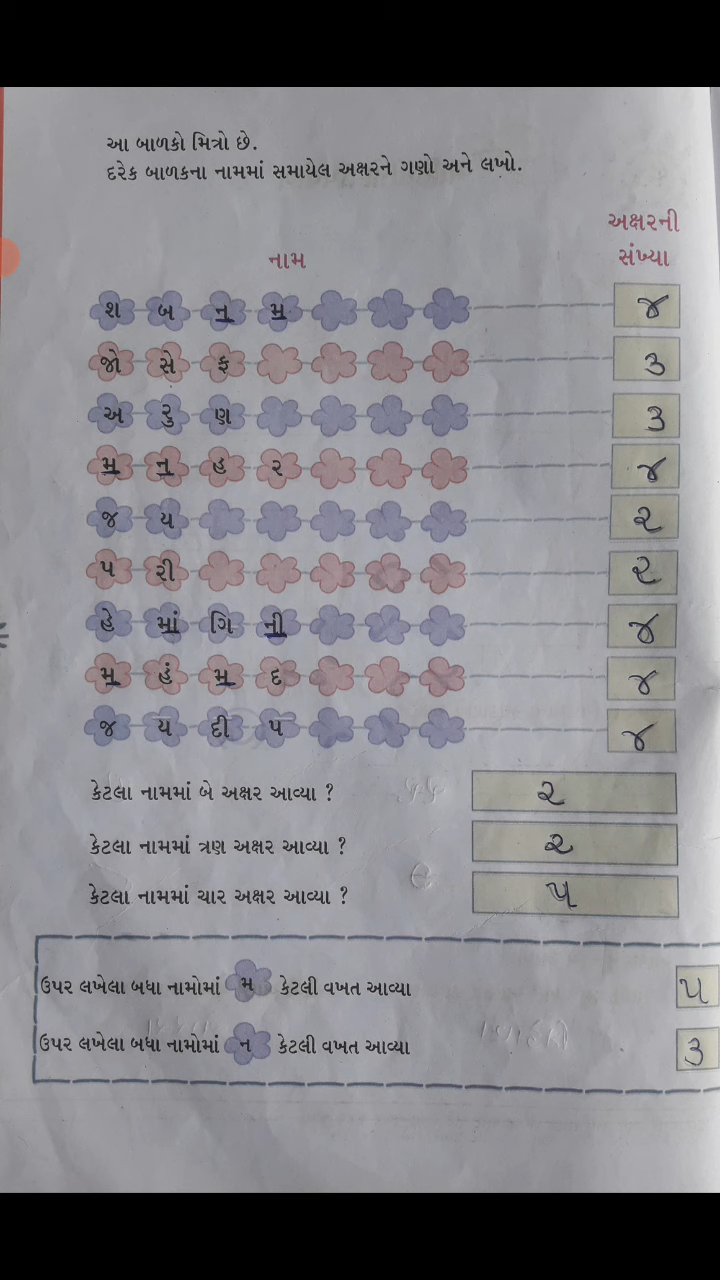 આ બાળકો મિત્રો છે.
દરેક બાળકના નામમાં સમાયેલ અક્ષરને ગણો અને લખો.
નામ અક્ષરની સંખ્યા
શ બ ન મ ૪
જો સે ફ ૩
અ રુ ણ ૩
મ ન હ ર ૪
જ ય ૨
પ રી ૨
હે માં ગિ ની ૪
મ હં મ દ ૪
જ ય દી પ ૪
કેટલા નામમાં બે અક્ષર આવ્યા ? ૨
કેટલા નામમાં ત્રણ અક્ષર આવ્યા ? ૨
કેટલા નામમાં ચાર અક્ષર આવ્યા ? ૫
ઉપર લખેલા બધા નામોમાં મ કેટલી વખત આવ્યા ૫
ઉપર લખેલા બધા નામોમાં ન કેટલી વખત આવ્યા ૩